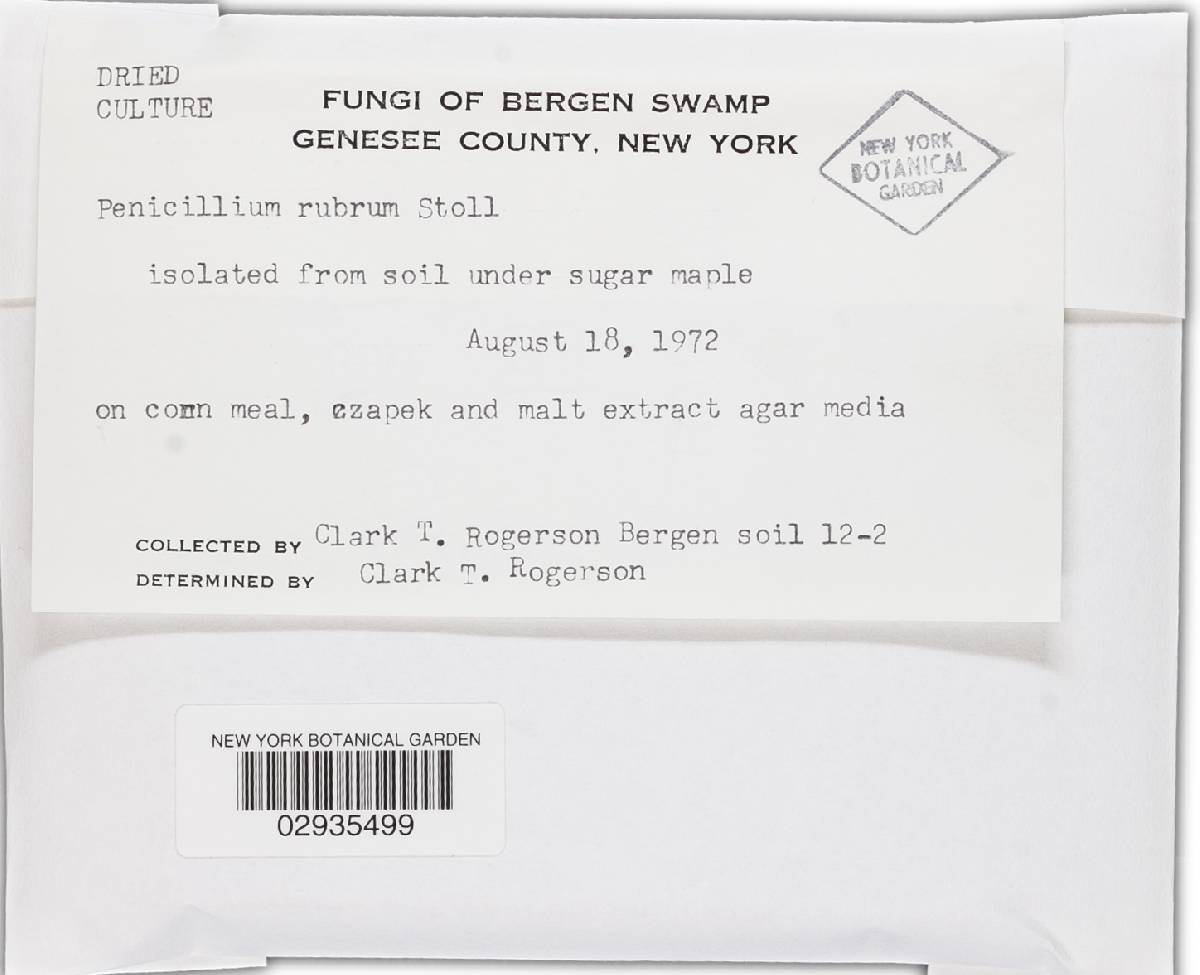 DRIED
CULTURE
FUNGI OF BERGEN SWAMP
GENESEE COUNTY, NEW YORK
NEW YORK
BOTANICAL
GARDEN
Penicillium rubrum Stoll
isolated from soil under sugar maple
August 18, 1972
on corn meal, czapek and malt extract agar media
COLLECTED BY Clark T. Rogerson Bergen soil 12-2
DETERMINED BY Clark T. Rogerson
NEW YORK BOTANICAL GARDEN
02935499